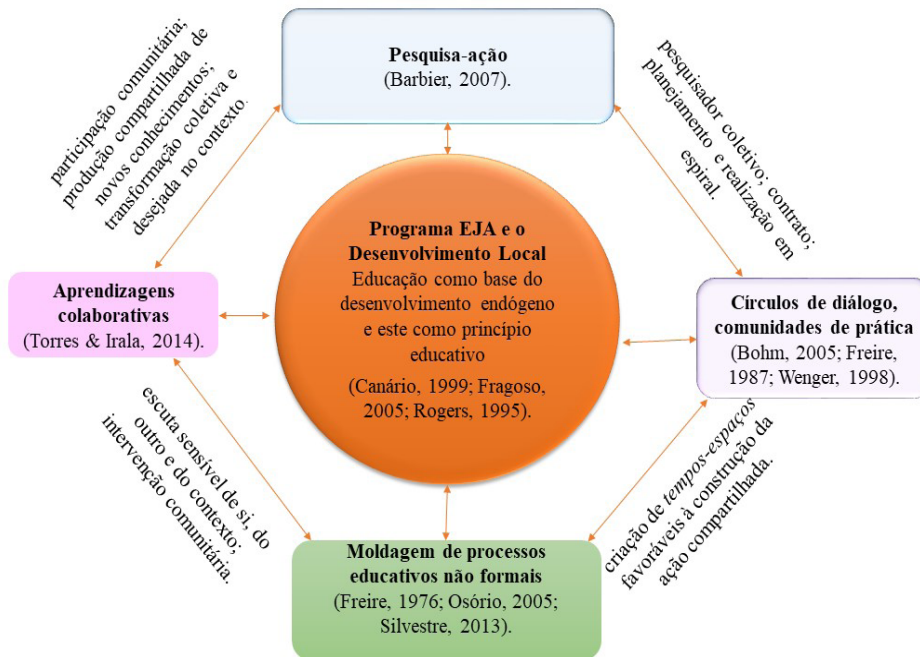 Pesquisa-ação
(Barbier, 2007).
participação comunitária;
produção compartilhada de
novos conhecimentos;
transformação coletiva e
desejada no contexto.
pesquisador coletivo; contrato;
planejamento e realização em
espiral.
Programa EJA e o
Desenvolvimento Local
Educação como base do
desenvolvimento endógeno
e este como princípio
educativo
(Canário, 1999; Fragoso,
2005; Rogers, 1995).
Aprendizagens
colaborativas
(Torres & Irala, 2014).
Círculos de diálogo,
comunidades de prática
(Bohm, 2005; Freire,
1987; Wenger, 1998).
escuta sensível de si, do
outro e do contexto;
intervenção comunitária.
criação de tempos-espaços
favoráveis à construção da
ação compartilhada.
Moldagem de processos
educativos não formais
(Freire, 1976; Osório, 2005;
Silvestre, 2013).